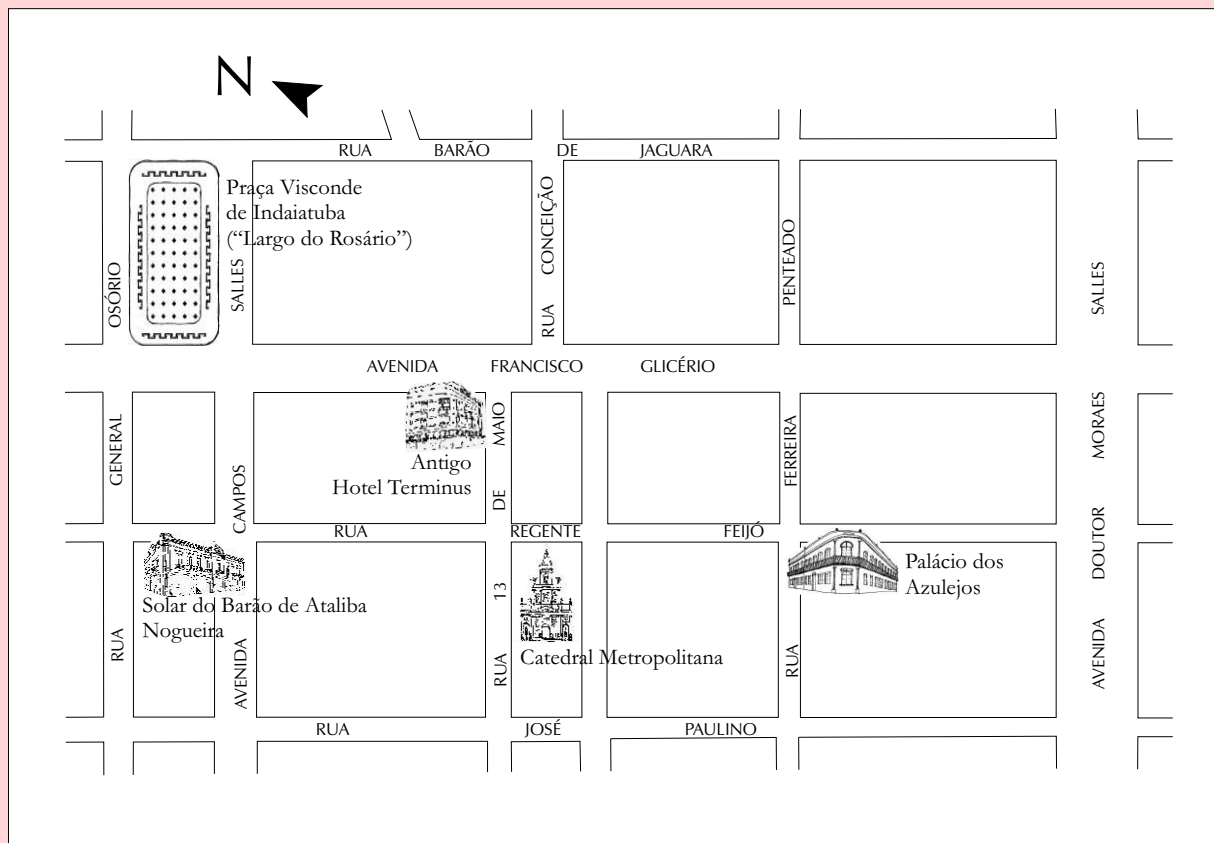 N
RUA BARÃO DE JAGUARA
Praça Visconde
de Indaiatuba
(“Largo do Rosário”)
RUA CONCEIÇÃO
AVENIDA FRANCISCO GLICÉRIO
Antigo
Hotel Terminus
RUA REGENTE FEIJÓ
Solar do Barão de Ataliba
Nogueira
Catedral Metropolitana
Palácio dos
Azulejos
RUA JOSÉ PAULINO
RUA GENERAL OSÓRIO
AVENIDA CAMPOS SALLES
RUA 13 DE MAIO
RUA FERREIRA PENTEADO
AVENIDA DOUTOR MORAES SALLES